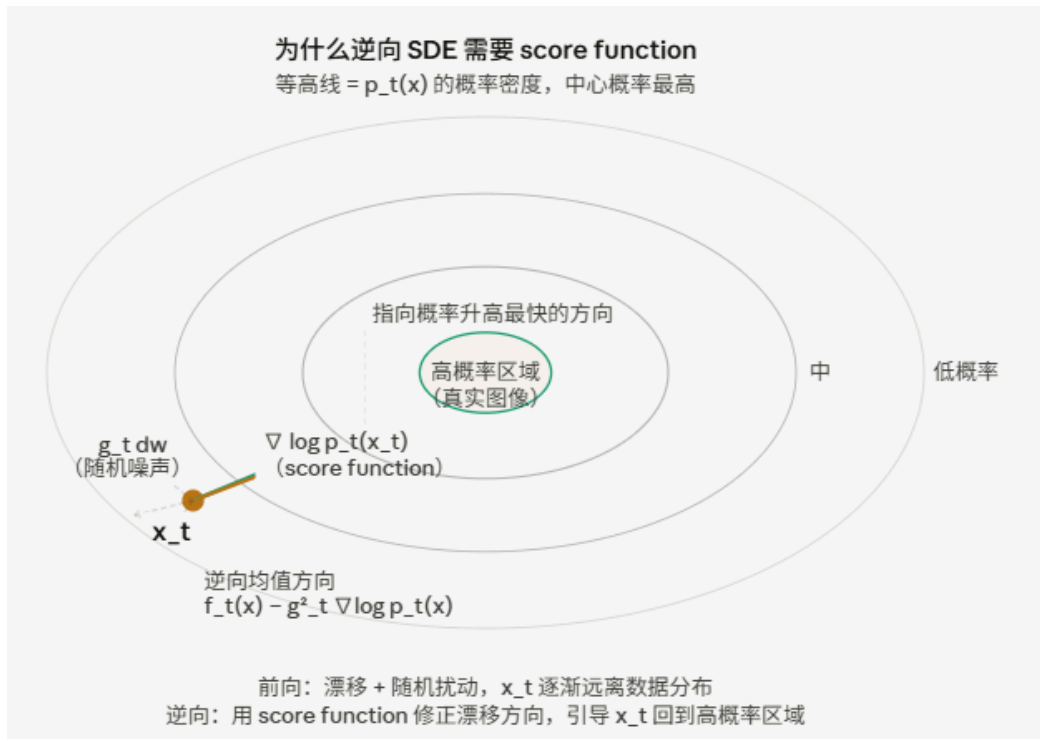 为什么逆向 SDE 需要 score function
等高线 = p_t(x) 的概率密度，中心概率最高
指向概率升高最快的方向
高概率区域
（真实图像）
中
低概率
g_t dw
（随机噪声）
∇ log p_t(x_t)
（score function）
x_t
逆向均值方向
f_t(x) − g²_t ∇log p_t(x)
前向：漂移 + 随机扰动，x_t 逐渐远离数据分布
逆向：用 score function 修正漂移方向，引导 x_t 回到高概率区域